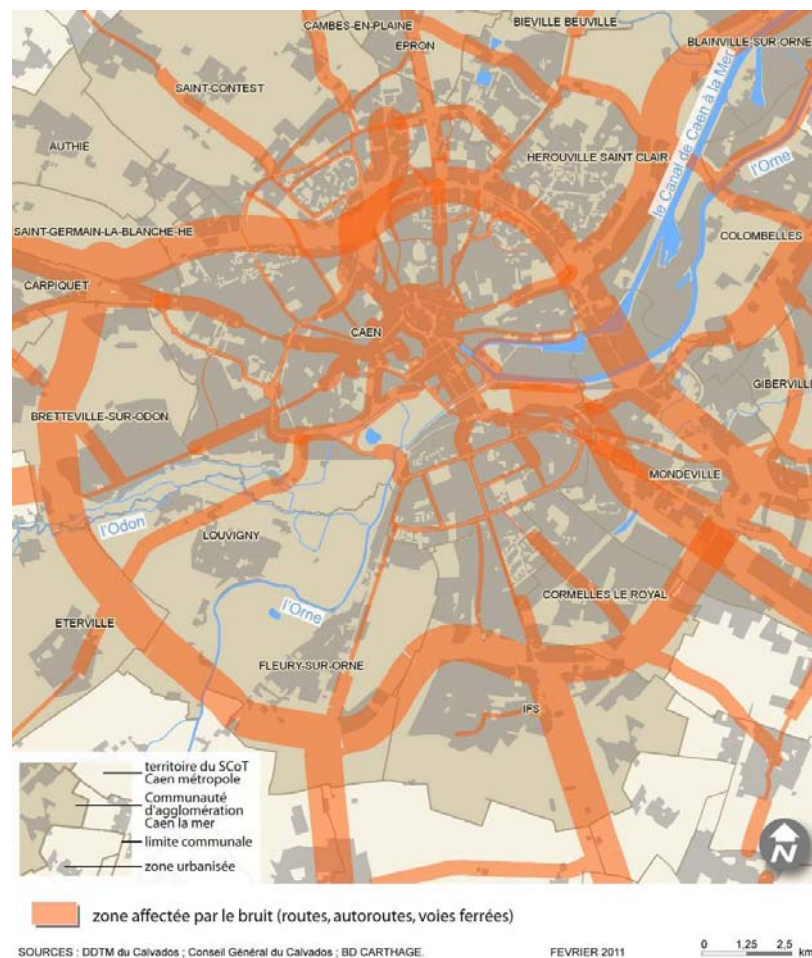 CAMBES-EN-PLAINE
BIEVILLE BEUVILLE
EPRON
BLAINVILLE-SUR-ORNE
SAINT-CONTEST
AUTHIE
HEROUVILLE SAINT CLAIR
le Canal de Caen à la Mer
l'Orne
SAINT-GERMAIN-LA-BLANCHE-HE
COLOMBELLES
CARPIQUET
CAEN
GIBERVILLE
BRETTEVILLE-SUR-ODON
MONDEVILLE
l'Odon
LOUVIGNY
l'Orne
CORMELLES LE ROYAL
ETERVILLE
FLEURY-SUR-ORNE
IFS
territoire du SCoT
Caen métropole
Communauté
d'agglomération
Caen la mer
limite communale
zone urbanisée
N
zone affectée par le bruit (routes, autoroutes, voies ferrées)
SOURCES : DDTM du Calvados ; Conseil Général du Calvados ; BD CARTHAGE.
FEVRIER 2011
0 1,25 2,5
km